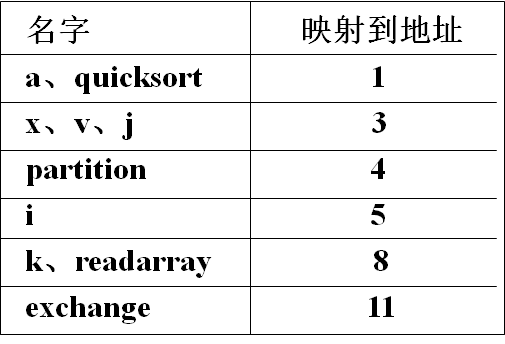 名字 映射到地址
a、quicksort 1
x、v、j 3
partition 4
i 5
k、readarray 8
exchange 11